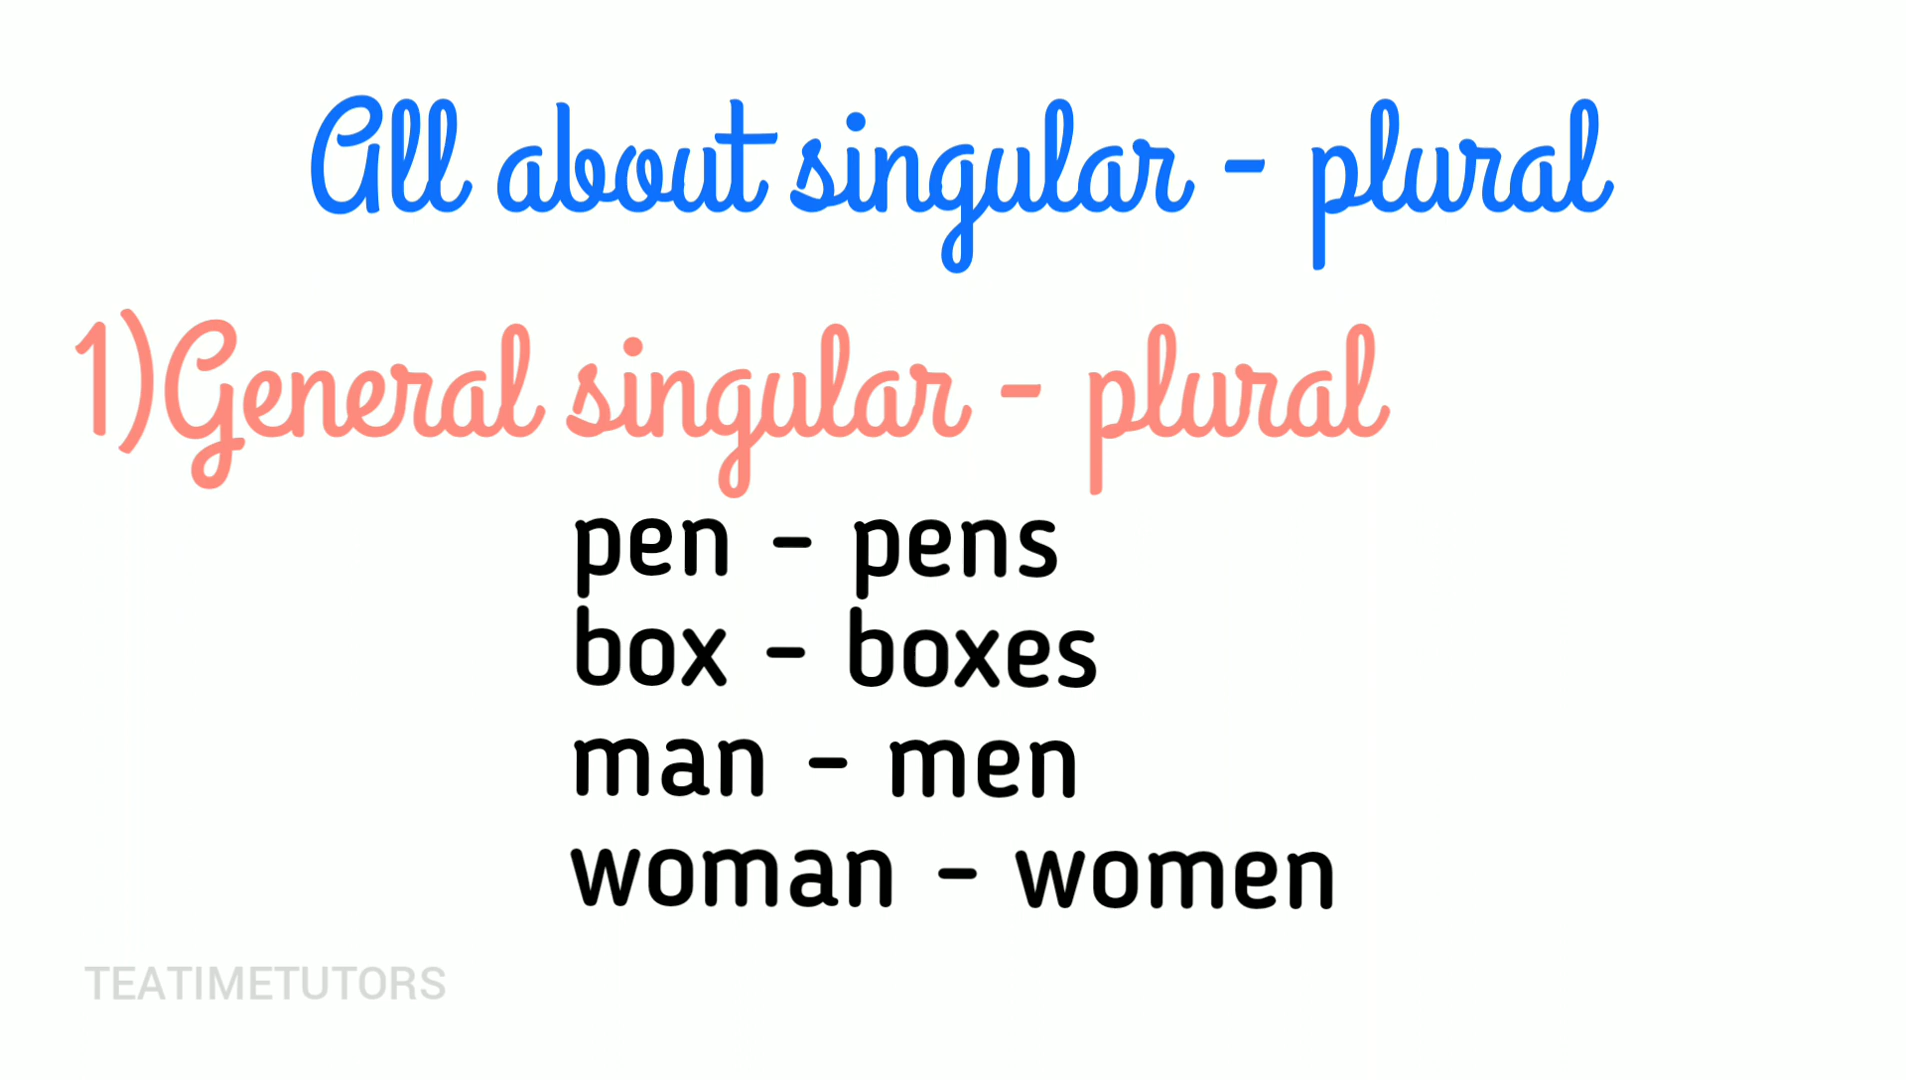 All about singular - plural
1)General singular - plural
pen - pens
box - boxes
man - men
woman - women
TEATIMETUTORS